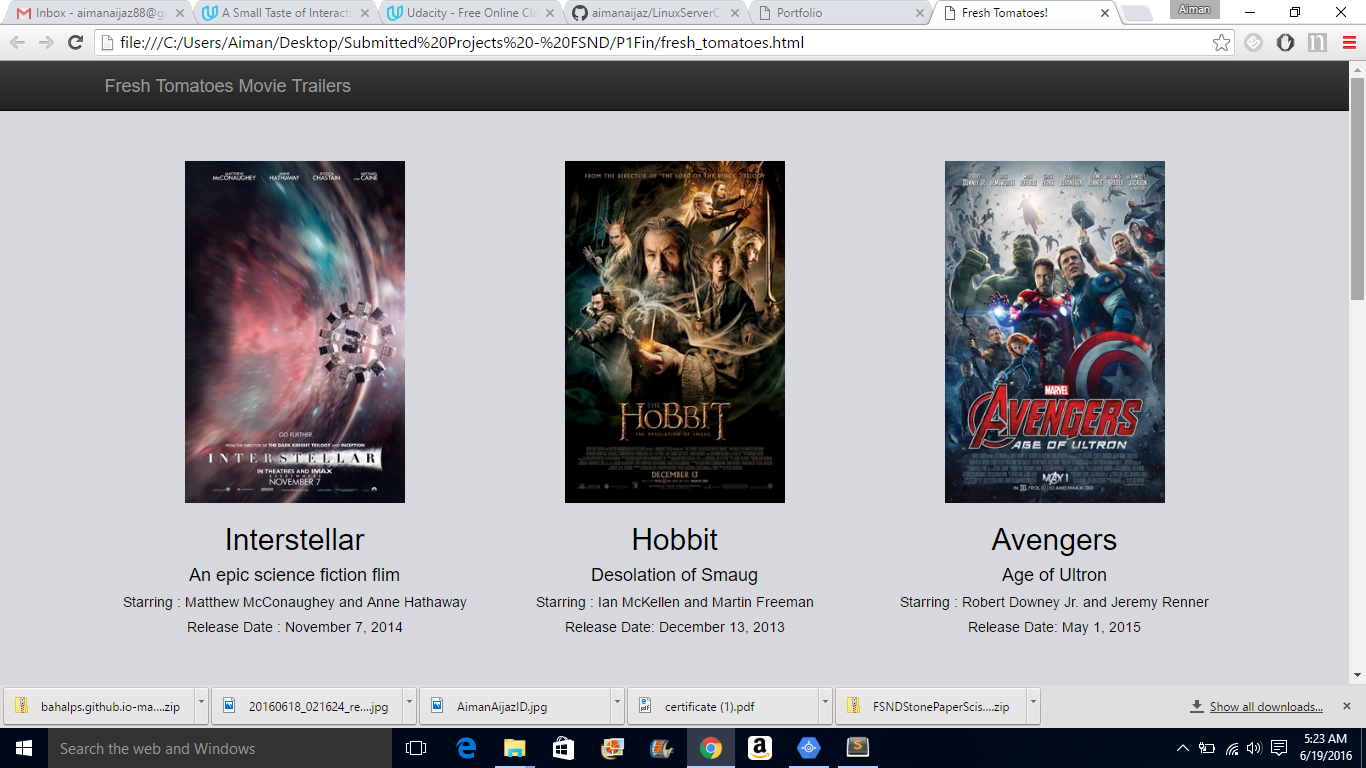 Inbox - aimanaijaz88@g
A Small Taste of Interacti
Udacity - Free Online Cla
aimanaijaz/LinuxServerC
Portfolio
Fresh Tomatoes!
Aiman
file:///C:/Users/Aiman/Desktop/Submitted%20Projects%20-%20FSND/P1Fin/fresh_tomatoes.html
Fresh Tomatoes Movie Trailers
MATTHEW McCONAUGHEY ANNE HATHAWAY JESSICA CHASTAIN MICHAEL CAINE
GO FURTHER
FROM THE DIRECTOR OF THE DARK KNIGHT TRILOGY AND INCEPTION
INTERSTELLAR
IN THEATRES AND IMAX
NOVEMBER 7
FROM THE DIRECTOR OF "THE LORD OF THE RINGS" TRILOGY
THE
HOBBIT
THE DESOLATION OF SMAUG
DECEMBER 13
MARVEL
AVENGERS
AGE OF ULTRON
MAY 1
Interstellar
An epic science fiction flim
Starring : Matthew McConaughey and Anne Hathaway
Release Date : November 7, 2014
Hobbit
Desolation of Smaug
Starring : Ian McKellen and Martin Freeman
Release Date: December 13, 2013
Avengers
Age of Ultron
Starring : Robert Downey Jr. and Jeremy Renner
Release Date: May 1, 2015
bahalps.github.io-ma....zip
20160618_021624_re....jpg
AimanAijazID.jpg
certificate (1).pdf
FSNDStonePaperScis....zip
Show all downloads...
Search the web and Windows
5:23 AM
6/19/2016